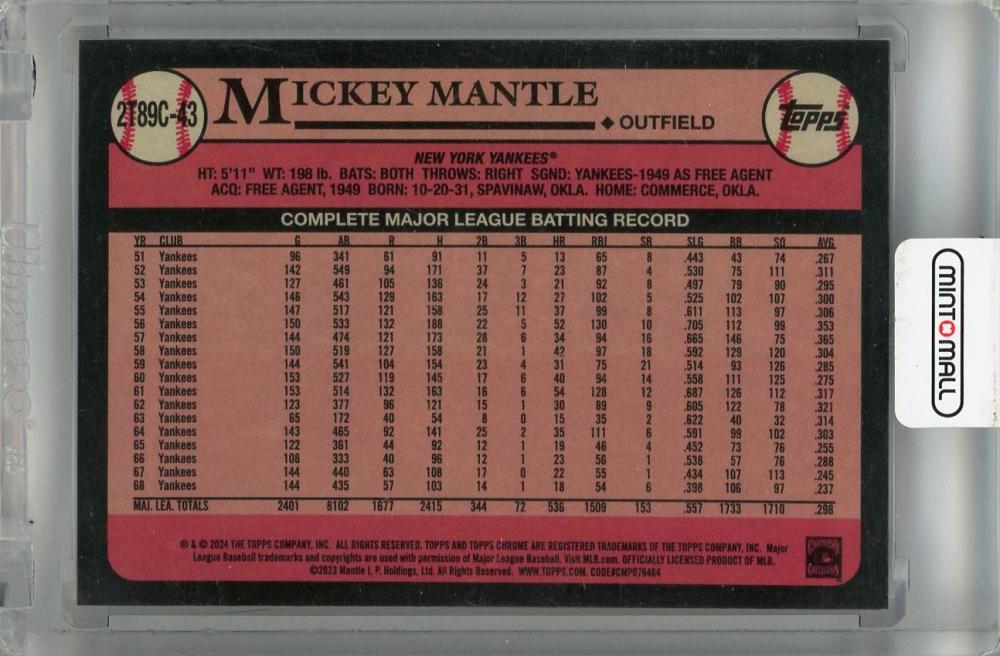 2T89C-43
MICKEY MANTLE
◆ OUTFIELD
TOPPS®
NEW YORK YANKEES®
HT: 5'11" WT: 198 lb. BATS: BOTH THROWS: RIGHT SGND: YANKEES-1949 AS FREE AGENT
ACQ: FREE AGENT, 1949 BORN: 10-20-31, SPAVINAW, OKLA. HOME: COMMERCE, OKLA.
COMPLETE MAJOR LEAGUE BATTING RECORD
YR CLUB G AB R H 2B 3B HR RBI SB SLG BB SO AVG
51 Yankees 96 341 61 91 11 5 13 65 8 .443 43 74 .267
52 Yankees 142 549 94 171 37 7 23 87 4 .530 75 111 .311
53 Yankees 127 461 105 136 24 3 21 92 8 .497 79 90 .295
54 Yankees 146 543 129 163 17 12 27 102 5 .525 102 107 .300
55 Yankees 147 517 121 158 25 11 37 99 8 .611 113 97 .306
56 Yankees 150 533 132 188 22 5 52 130 10 .705 112 99 .353
57 Yankees 144 474 121 173 28 6 34 94 16 .665 146 75 .365
58 Yankees 150 519 127 158 21 1 42 97 18 .592 129 120 .304
59 Yankees 144 541 104 154 23 4 31 75 21 .514 93 126 .285
60 Yankees 153 527 119 145 17 6 40 94 14 .558 111 125 .275
61 Yankees 153 514 132 163 16 6 54 128 12 .687 126 112 .317
62 Yankees 123 377 96 121 15 1 30 89 9 .605 122 78 .321
63 Yankees 65 172 40 54 8 0 15 35 2 .622 40 32 .314
64 Yankees 143 465 92 141 25 2 35 111 6 .591 99 102 .303
65 Yankees 122 361 44 92 12 1 19 46 4 .452 73 76 .255
66 Yankees 108 333 40 96 12 1 23 56 1 .538 57 76 .288
67 Yankees 144 440 63 108 17 0 22 55 1 .434 107 113 .245
68 Yankees 144 435 57 103 14 1 18 54 6 .398 106 97 .237
MAJ. LEA. TOTALS 2401 8102 1677 2415 344 72 536 1509 153 .557 1733 1710 .298
® & © 2024 THE TOPPS COMPANY, INC. ALL RIGHTS RESERVED. TOPPS AND TOPPS CHROME ARE REGISTERED TRADEMARKS OF THE TOPPS COMPANY, INC. Major
League Baseball trademarks and copyrights are used with permission of Major League Baseball. Visit MLB.com. OFFICIALLY LICENSED PRODUCT OF MLB.
©2023 Mantle I. P. Holdings, Ltd. All Rights Reserved. WWW.TOPPS.COM. CODE#CMP076464
COOPERSTOWN
COLLECTION
MINT MALL